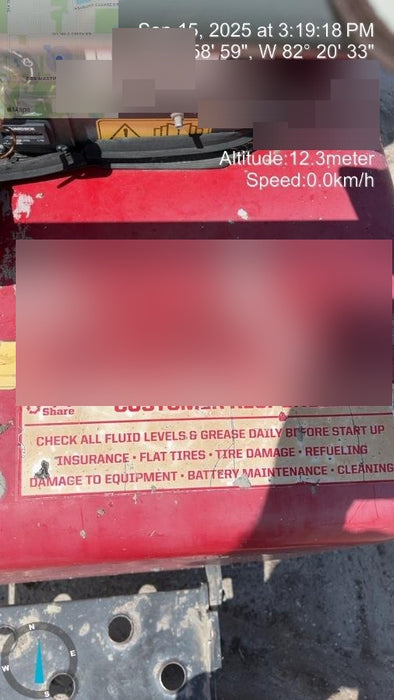 Sep 15, 2025 at 3:19:18 PM
58' 59", W 82° 20' 33"
Altitude:12.3meter
Speed:0.0km/h
Share
CHECK ALL FLUID LEVELS & GREASE DAILY BEFORE START UP
INSURANCE • FLAT TIRES • TIRE DAMAGE • REFUELING
DAMAGE TO EQUIPMENT • BATTERY MAINTENANCE • CLEANING
N
W E
S